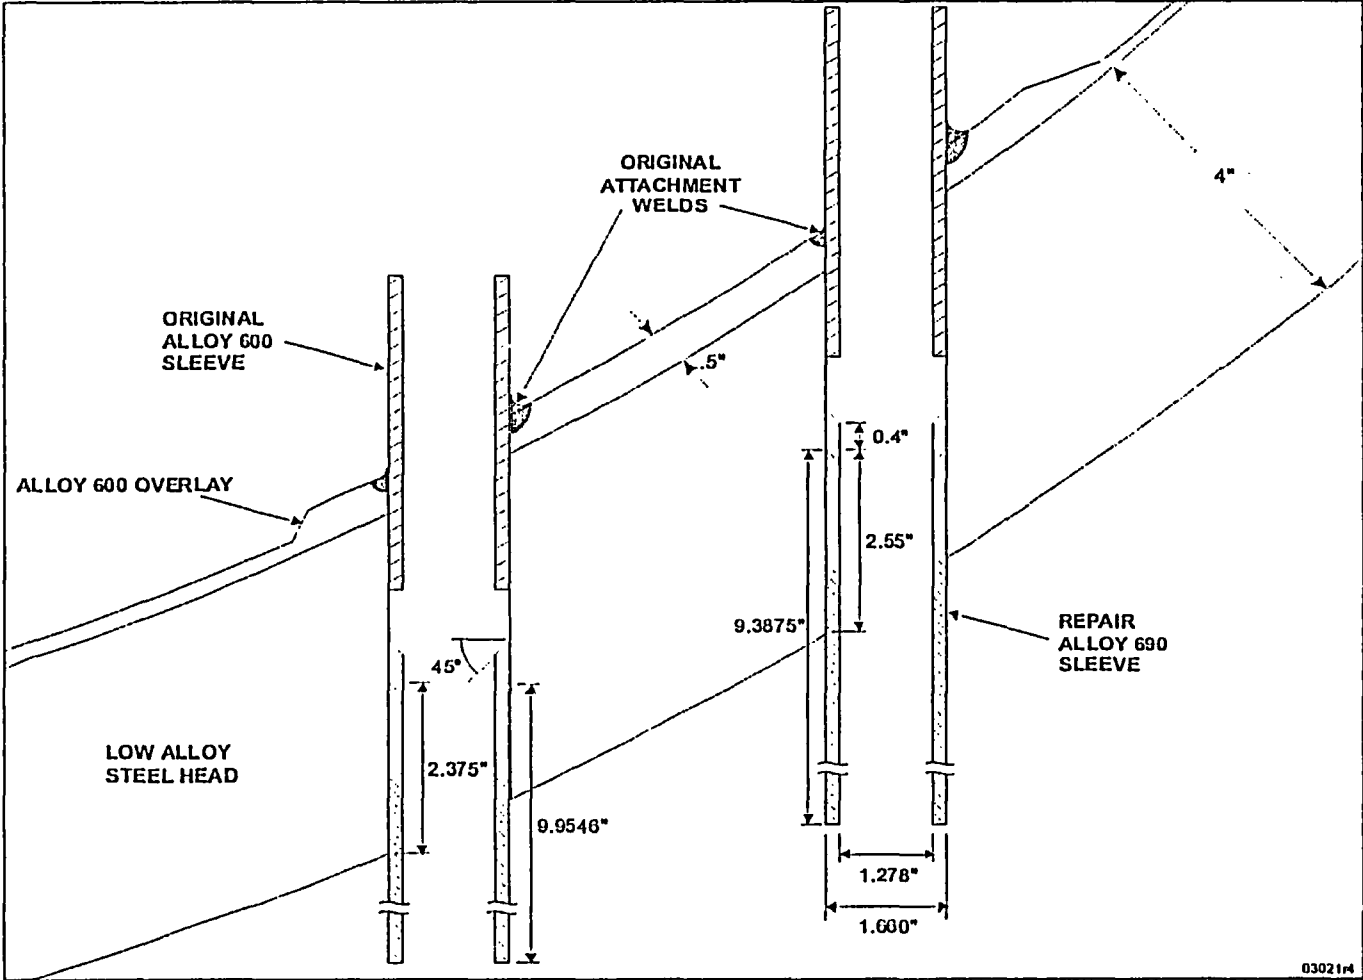 ORIGINAL
ATTACHMENT
WELDS
4"
ORIGINAL
ALLOY 600
SLEEVE
.5"
0.4"
ALLOY 600 OVERLAY
2.55"
9.3875"
REPAIR
ALLOY 690
SLEEVE
45°
LOW ALLOY
STEEL HEAD
2.375"
9.9546"
1.278"
1.660"
03021r4